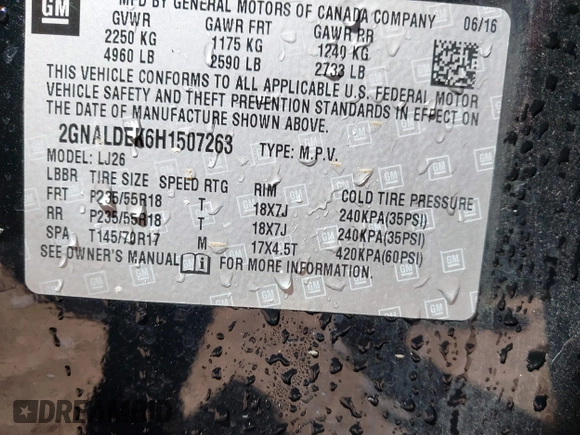 GM
MFD BY GENERAL MOTORS OF CANADA COMPANY
06/16
GVWR GAWR FRT GAWR RR
2250 KG 1175 KG 1240 KG
4960 LB 2590 LB 2733 LB
THIS VEHICLE CONFORMS TO ALL APPLICABLE U.S. FEDERAL MOTOR
VEHICLE SAFETY AND THEFT PREVENTION STANDARDS IN EFFECT ON
THE DATE OF MANUFACTURE SHOWN ABOVE.
2GNALDEK6H1507263 TYPE: M.P.V.
MODEL: LJ26
LBBR TIRE SIZE SPEED RTG RIM COLD TIRE PRESSURE
FRT P235/55R18 T 18X7J 240KPA(35PSI)
RR P235/55R18 T 18X7J 240KPA(35PSI)
SPA T145/70R17 M 17X4.5T 420KPA(60PSI)
SEE OWNER'S MANUAL FOR MORE INFORMATION.
DREAMBID